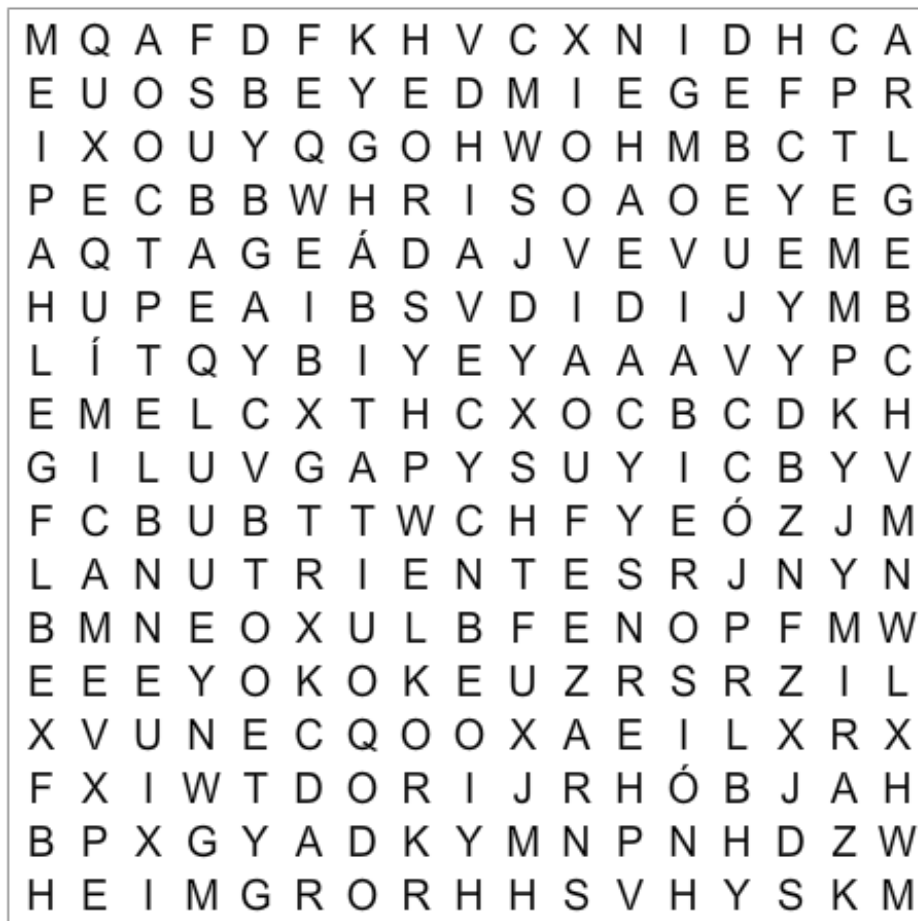 M Q A F D F K H V C X N I D H C A
E U O S B E Y E D M I E G E F P R
I X O U Y Q G O H W O H M B C T L
P E C B B W H R I S O A O E Y E G
A Q T A G E Á D A J V E V U E M E
H U P E A I B S V D I D I J Y M B
L Í T Q Y B I Y E Y A A A V Y P C
E M E L C X T H C X O C B C D K H
G I L U V G A P Y S U Y I C B Y V
F C B U B T T W C H F Y E Ó Z J M
L A N U T R I E N T E S R J N Y N
B M N E O X U L B F E N O P F M W
E E E Y O K O K E U Z R S R Z I L
X V U N E C Q O O X A E I L X R X
F X I W T D O R I J R H Ó B J A H
B P X G Y A D K Y M N P N H D Z W
H E I M G R O R H H S V H Y S K M